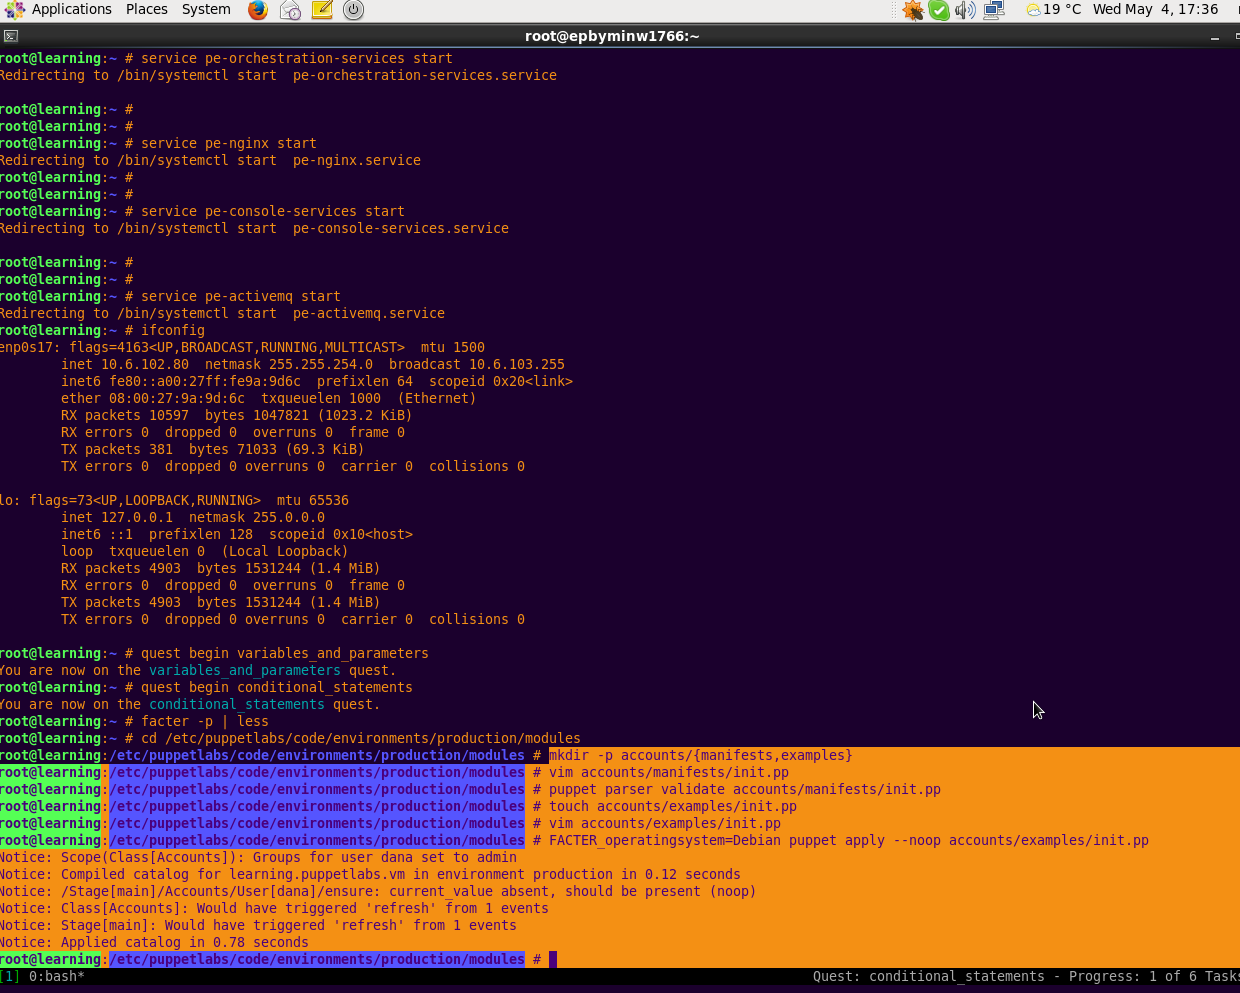 Applications Places System 19 °C Wed May 4, 17:36
root@epbyminw1766:~
root@learning:~ # service pe-orchestration-services start
Redirecting to /bin/systemctl start  pe-orchestration-services.service
root@learning:~ #
root@learning:~ #
root@learning:~ # service pe-nginx start
Redirecting to /bin/systemctl start  pe-nginx.service
root@learning:~ #
root@learning:~ #
root@learning:~ # service pe-console-services start
Redirecting to /bin/systemctl start  pe-console-services.service
root@learning:~ #
root@learning:~ #
root@learning:~ # service pe-activemq start
Redirecting to /bin/systemctl start  pe-activemq.service
root@learning:~ # ifconfig
enp0s17: flags=4163<UP,BROADCAST,RUNNING,MULTICAST>  mtu 1500
inet 10.6.102.80  netmask 255.255.254.0  broadcast 10.6.103.255
inet6 fe80::a00:27ff:fe9a:9d6c  prefixlen 64  scopeid 0x20<link>
ether 08:00:27:9a:9d:6c  txqueuelen 1000  (Ethernet)
RX packets 10597  bytes 1047821 (1023.2 KiB)
RX errors 0  dropped 0  overruns 0  frame 0
TX packets 381  bytes 71033 (69.3 KiB)
TX errors 0  dropped 0 overruns 0  carrier 0  collisions 0
lo: flags=73<UP,LOOPBACK,RUNNING>  mtu 65536
inet 127.0.0.1  netmask 255.0.0.0
inet6 ::1  prefixlen 128  scopeid 0x10<host>
loop  txqueuelen 0  (Local Loopback)
RX packets 4903  bytes 1531244 (1.4 MiB)
RX errors 0  dropped 0  overruns 0  frame 0
TX packets 4903  bytes 1531244 (1.4 MiB)
TX errors 0  dropped 0 overruns 0  carrier 0  collisions 0
root@learning:~ # quest begin variables_and_parameters
You are now on the variables_and_parameters quest.
root@learning:~ # quest begin conditional_statements
You are now on the conditional_statements quest.
root@learning:~ # facter -p | less
root@learning:~ # cd /etc/puppetlabs/code/environments/production/modules
root@learning:/etc/puppetlabs/code/environments/production/modules # mkdir -p accounts/{manifests,examples}
root@learning:/etc/puppetlabs/code/environments/production/modules # vim accounts/manifests/init.pp
root@learning:/etc/puppetlabs/code/environments/production/modules # puppet parser validate accounts/manifests/init.pp
root@learning:/etc/puppetlabs/code/environments/production/modules # touch accounts/examples/init.pp
root@learning:/etc/puppetlabs/code/environments/production/modules # vim accounts/examples/init.pp
root@learning:/etc/puppetlabs/code/environments/production/modules # FACTER_operatingsystem=Debian puppet apply --noop accounts/examples/init.pp
Notice: Scope(Class[Accounts]): Groups for user dana set to admin
Notice: Compiled catalog for learning.puppetlabs.vm in environment production in 0.12 seconds
Notice: /Stage[main]/Accounts/User[dana]/ensure: current_value absent, should be present (noop)
Notice: Class[Accounts]: Would have triggered 'refresh' from 1 events
Notice: Stage[main]: Would have triggered 'refresh' from 1 events
Notice: Applied catalog in 0.78 seconds
root@learning:/etc/puppetlabs/code/environments/production/modules #
[1] 0:bash* Quest: conditional_statements - Progress: 1 of 6 Tasks